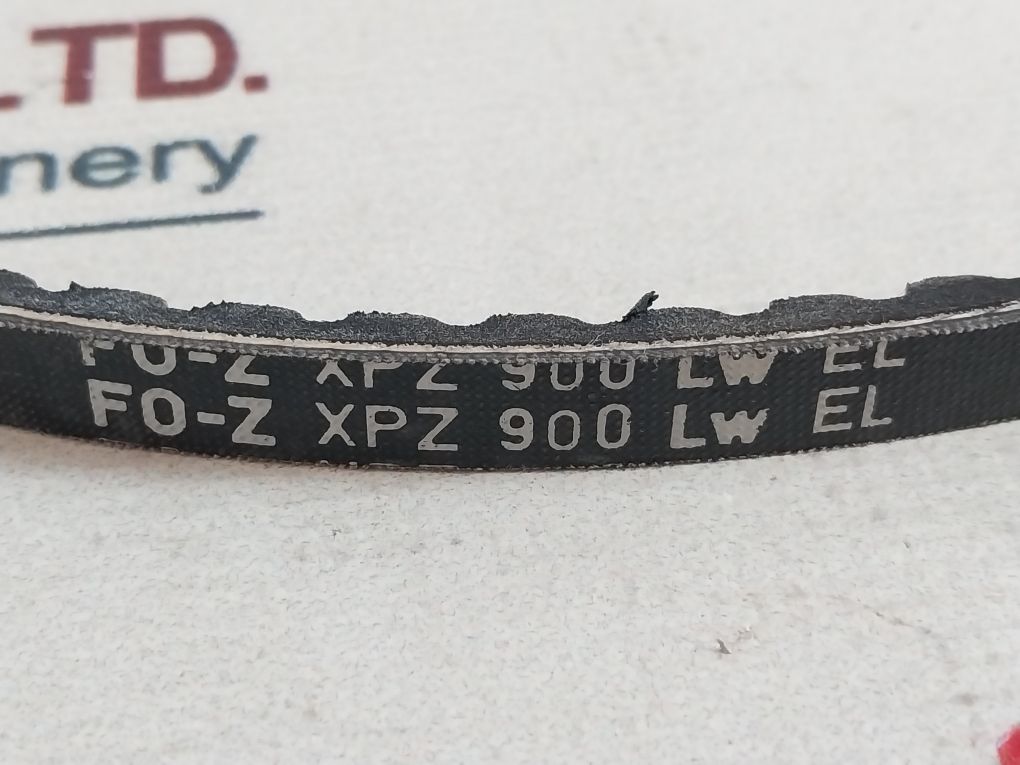 LTD.
nery
FO-Z XPZ 900 Lw EL
FO-Z XPZ 900 Lw EL